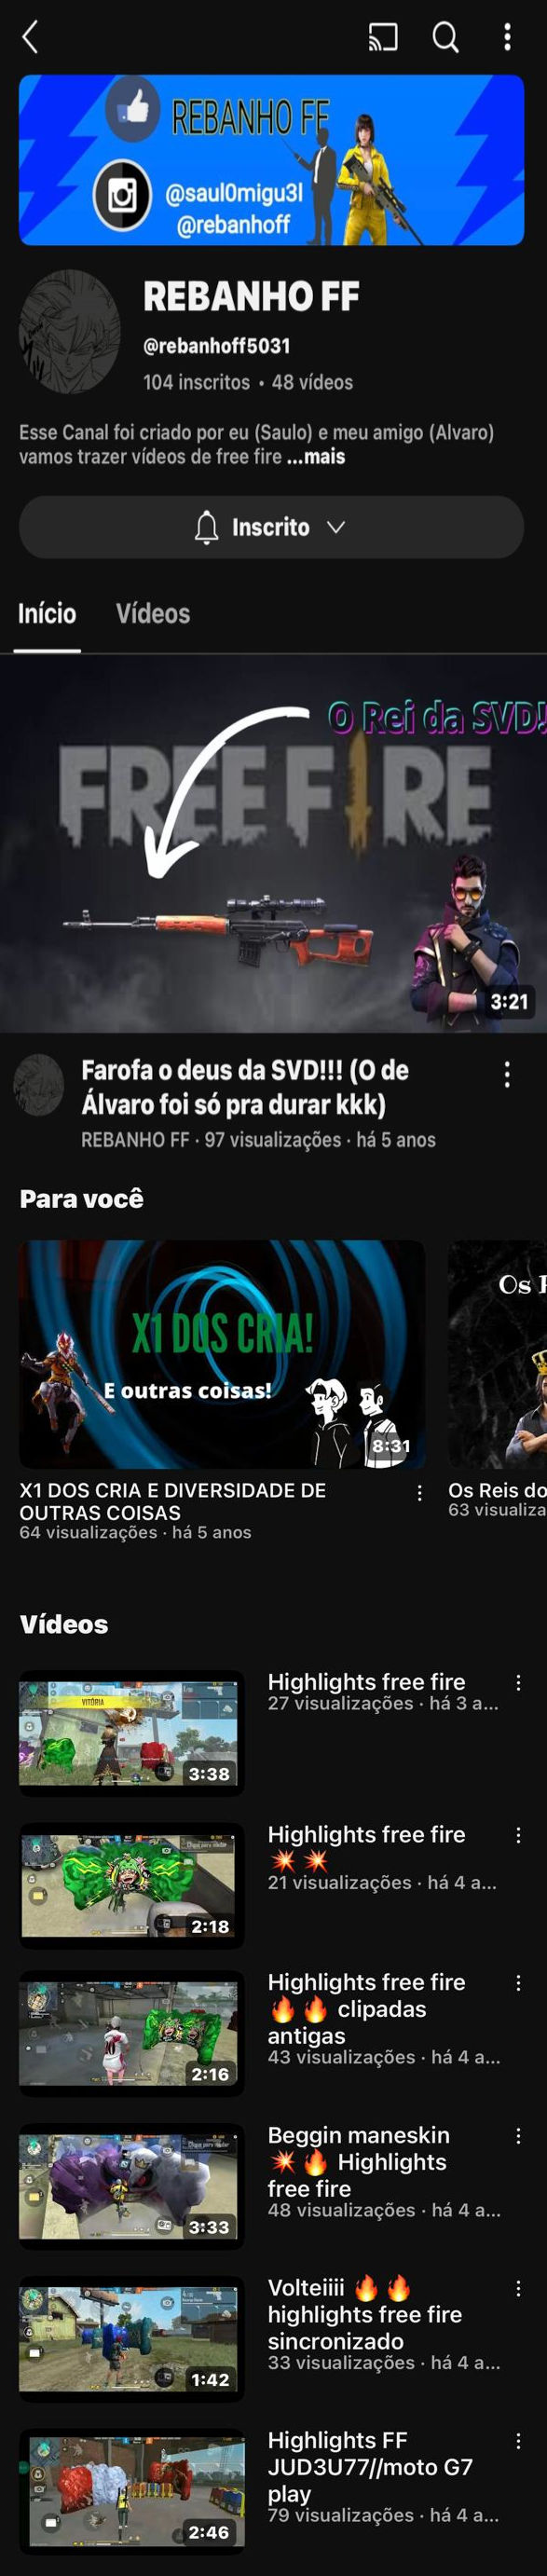 REBANHO FF
@saul0migu3l
@rebanhoff
REBANHO FF
@rebanhoff5031
104 inscritos • 48 vídeos
Esse Canal foi criado por eu (Saulo) e meu amigo (Alvaro)
vamos trazer vídeos de free fire ...mais
Inscrito
Início
Vídeos
O Rei da SVD!
FREE FIRE
3:21
Farofa o deus da SVD!!! (O de
Álvaro foi só pra durar kkk)
REBANHO FF · 97 visualizações · há 5 anos
Para você
X1 DOS CRIA!
E outras coisas!
8:31
Os
X1 DOS CRIA E DIVERSIDADE DE
OUTRAS COISAS
64 visualizações · há 5 anos
Os Reis do
63 visualiza
Vídeos
VITÓRIA
3:38
Highlights free fire
27 visualizações · há 3 a...
2:18
Highlights free fire
💥💥
21 visualizações · há 4 a...
2:16
Highlights free fire
🔥🔥 clipadas
antigas
43 visualizações · há 4 a...
3:33
Beggin maneskin
💥🔥 Highlights
free fire
48 visualizações · há 4 a...
1:42
Volteiiii 🔥🔥
highlights free fire
sincronizado
33 visualizações · há 4 a...
2:46
Highlights FF
JUD3U77//moto G7
play
79 visualizações · há 4 a...